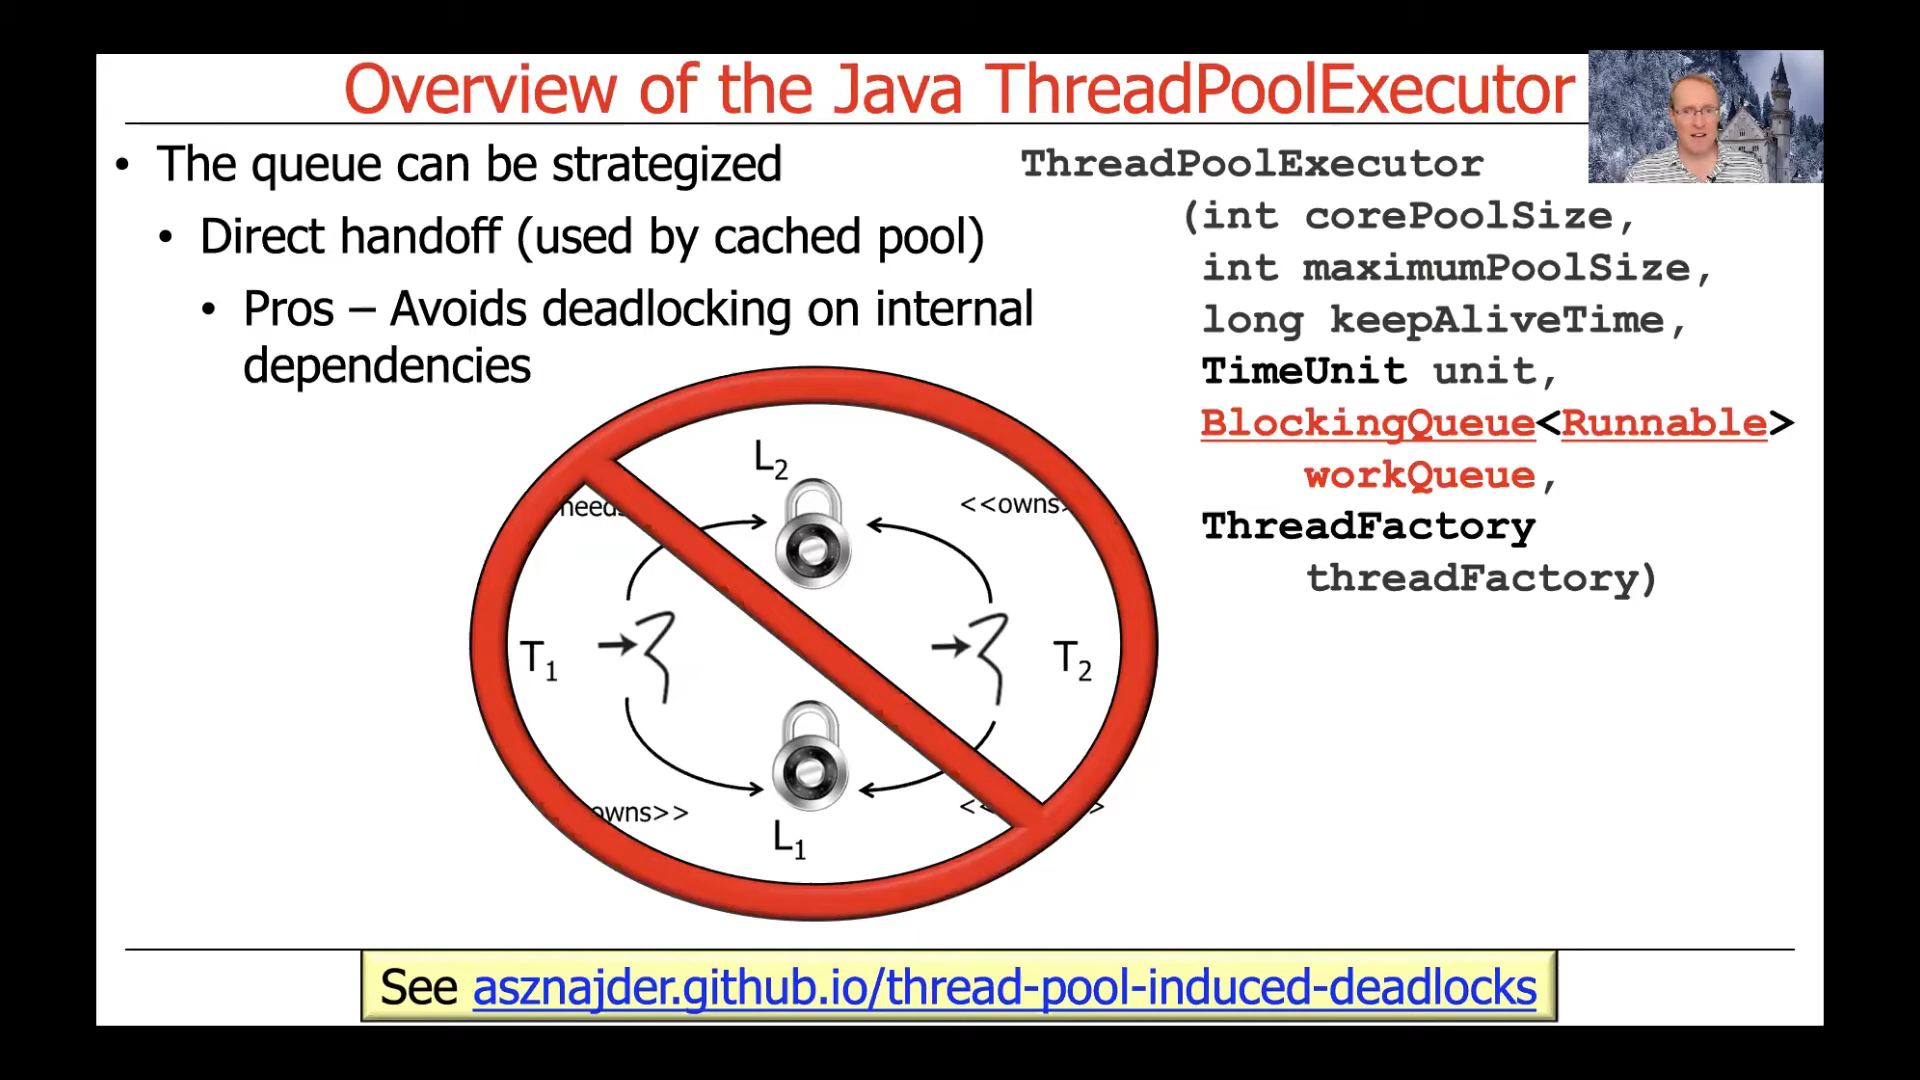 Overview of the Java ThreadPoolExecutor
• The queue can be strategized
• Direct handoff (used by cached pool)
• Pros – Avoids deadlocking on internal
dependencies
ThreadPoolExecutor
(int corePoolSize,
int maximumPoolSize,
long keepAliveTime,
TimeUnit unit,
BlockingQueue<Runnable>
workQueue,
ThreadFactory
threadFactory)
L2
needs
<<owns>
T1
T2
owns>>
L1
See asznajder.github.io/thread-pool-induced-deadlocks